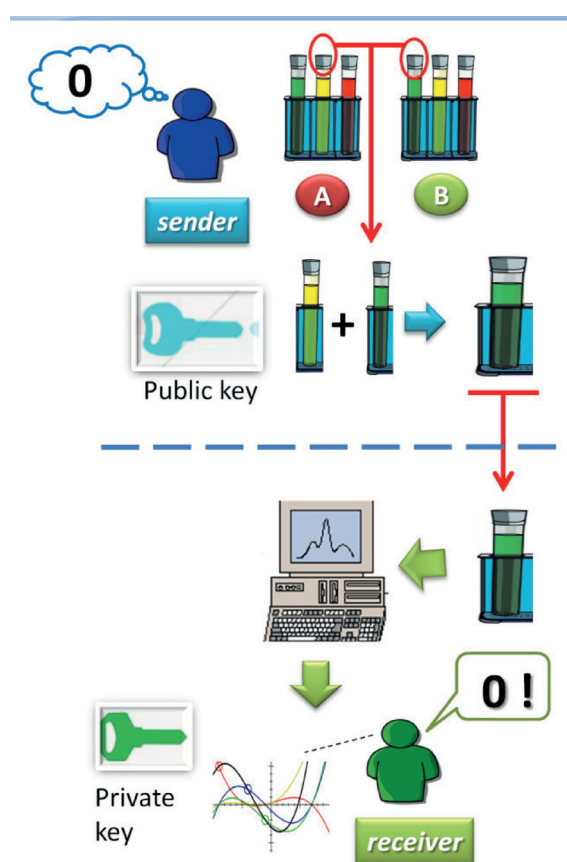 0
A
B
sender
+
Public key
0 !
Private
key
receiver